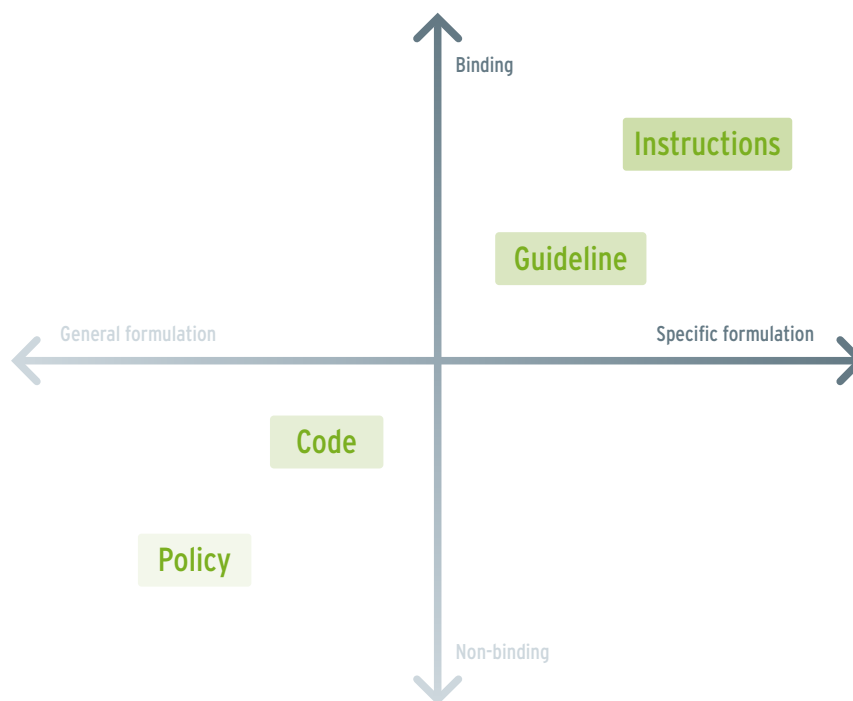 Binding
Instructions
Guideline
General formulation
Specific formulation
Code
Policy
Non-binding